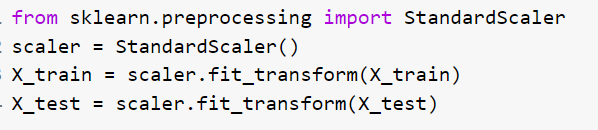 from sklearn.preprocessing import StandardScaler
scaler = StandardScaler()
X_train = scaler.fit_transform(X_train)
X_test = scaler.fit_transform(X_test)